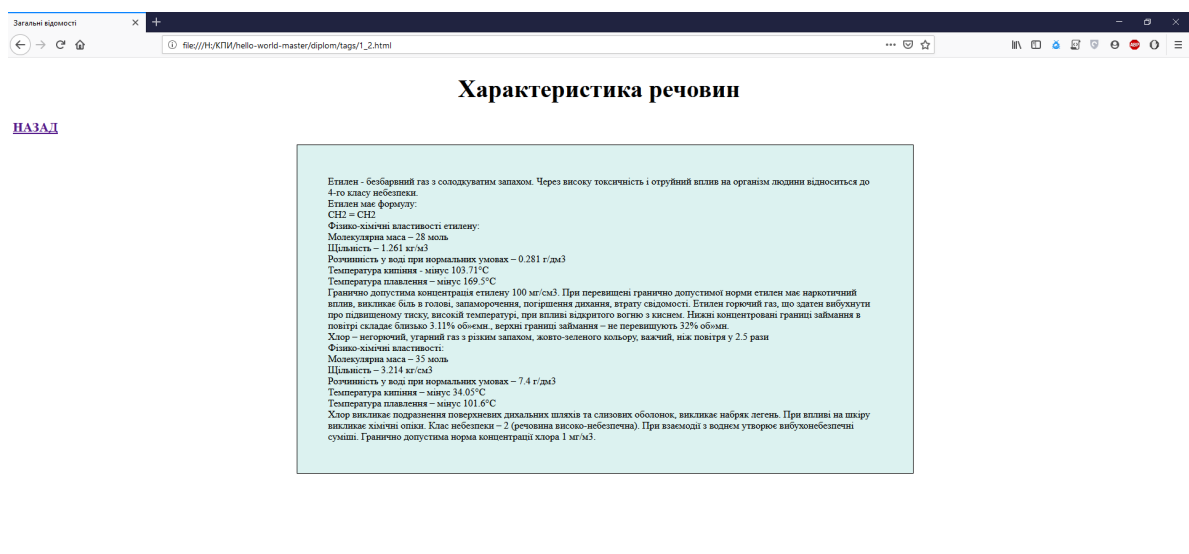 Загальні відомості
file:///H:/КПИ/hello-world-master/diplom/tags/1_2.html
ABP
Характеристика речовин
НАЗАД
Етилен - безбарвний газ з солодкуватим запахом. Через високу токсичність і отруйний вплив на організм людини відноситься до
4-го класу небезпеки.
Етилен має формулу:
CH2 = CH2
Фізико-хімічні властивості етилену:
Молекулярна маса – 28 моль
Щільність – 1.261 кг/м3
Розчинність у воді при нормальних умовах – 0.281 г/дм3
Температура кипіння - мінус 103.71°C
Температура плавлення – мінус 169.5°C
Гранично допустима концентрація етилену 100 мг/см3. При перевищені гранично допустимої норми етилен має наркотичний
вплив, викликає біль в голові, запаморочення, погіршення дихання, втрату свідомості. Етилен горючий газ, що здатен вибухнути
про підвищеному тиску, високій температурі, при впливі відкритого вогню з киснем. Нижні концентровані границі займання в
повітрі складає близько 3.11% об»ємн., верхні границі займання – не перевищують 32% об»мн.
Хлор – негорючий, угарний газ з різким запахом, жовто-зеленого кольору, важчий, ніж повітря у 2.5 рази
Фізико-хімічні властивості:
Молекулярна маса – 35 моль
Щільність – 3.214 кг/см3
Розчинність у воді при нормальних умовах – 7.4 г/дм3
Температура кипіння – мінус 34.05°C
Температура плавлення – мінус 101.6°C
Хлор викликає подразнення поверхневих дихальних шляхів та слизових оболонок, викликає набряк легень. При впливі на шкіру
викликає хімічні опіки. Клас небезпеки – 2 (речовина високо-небезпечна). При взаємодії з воднем утворює вибухонебезпечні
суміші. Гранично допустима норма концентрації хлора 1 мг/м3.